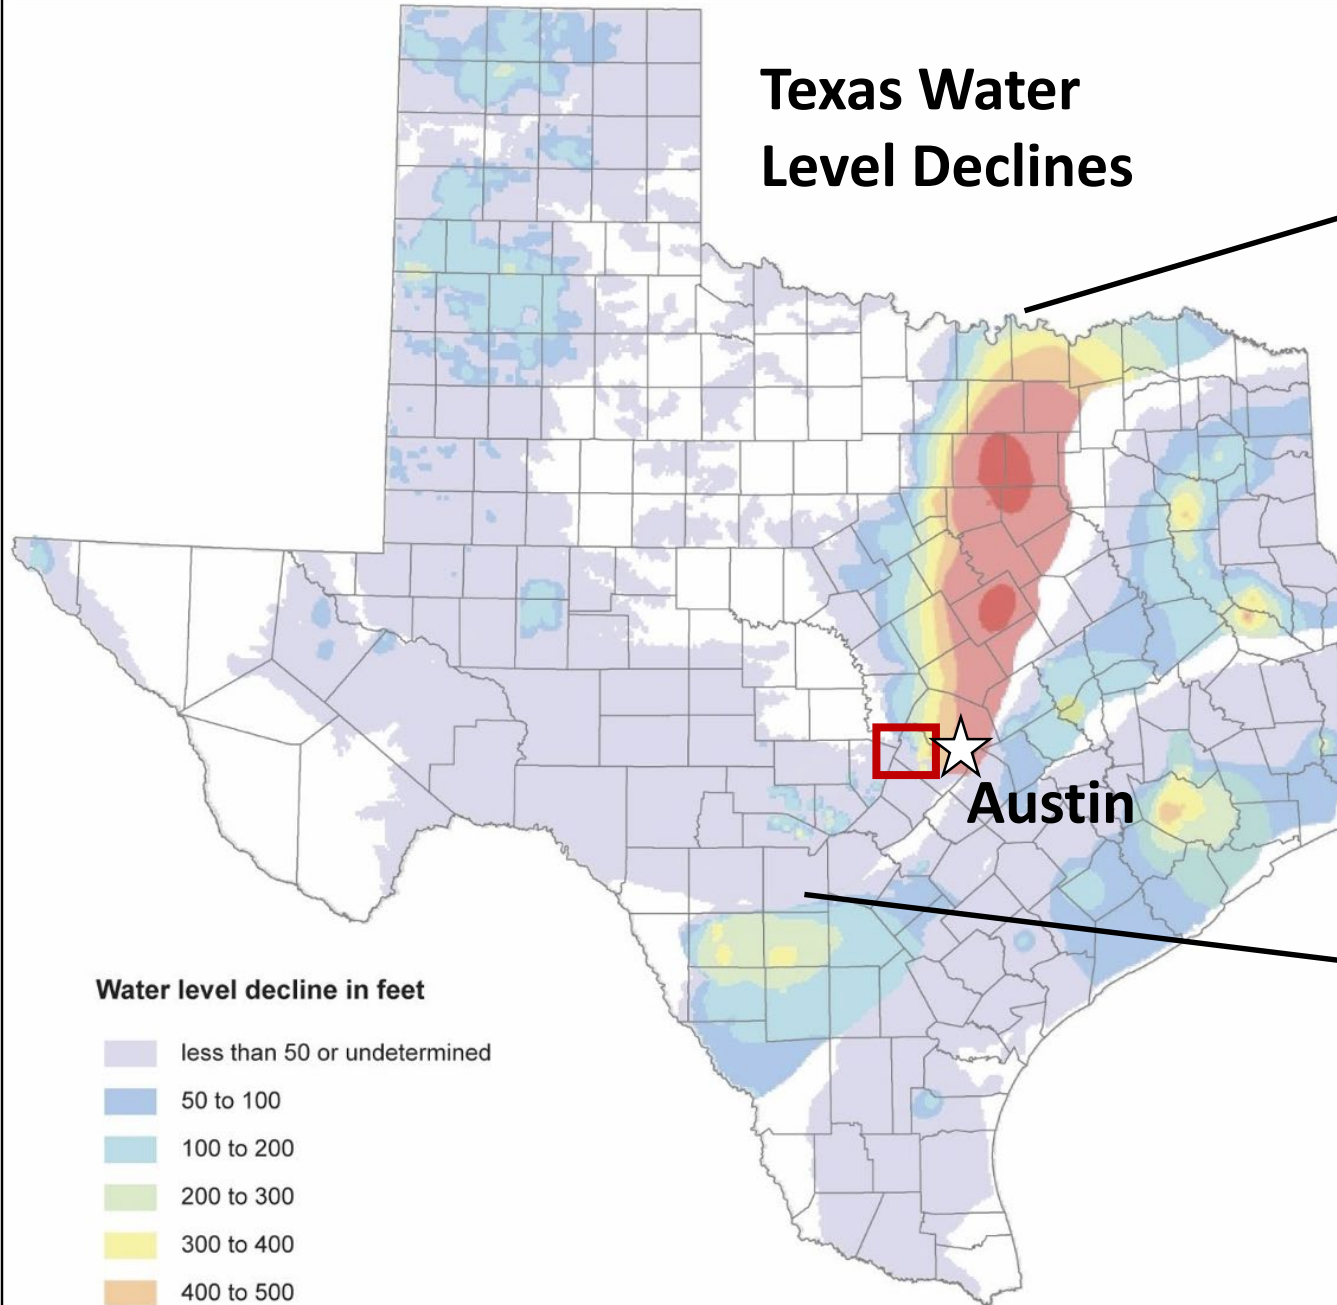 Texas Water
Level Declines
Austin
Water level decline in feet
less than 50 or undetermined
50 to 100
100 to 200
200 to 300
300 to 400
400 to 500